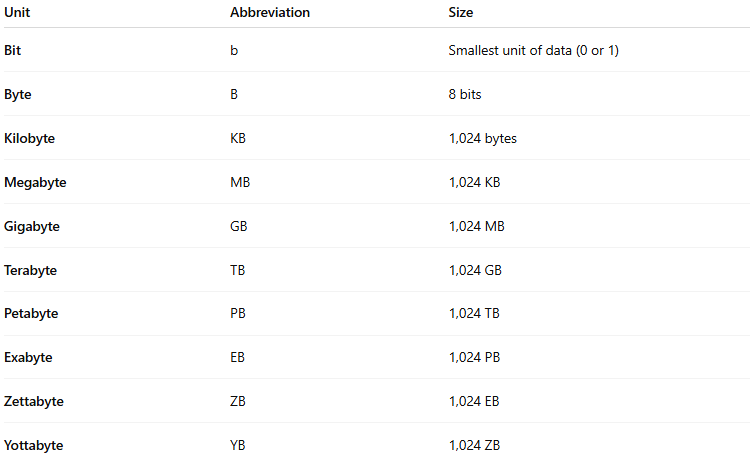 Unit Abbreviation Size
Bit b Smallest unit of data (0 or 1)
Byte B 8 bits
Kilobyte KB 1,024 bytes
Megabyte MB 1,024 KB
Gigabyte GB 1,024 MB
Terabyte TB 1,024 GB
Petabyte PB 1,024 TB
Exabyte EB 1,024 PB
Zettabyte ZB 1,024 EB
Yottabyte YB 1,024 ZB